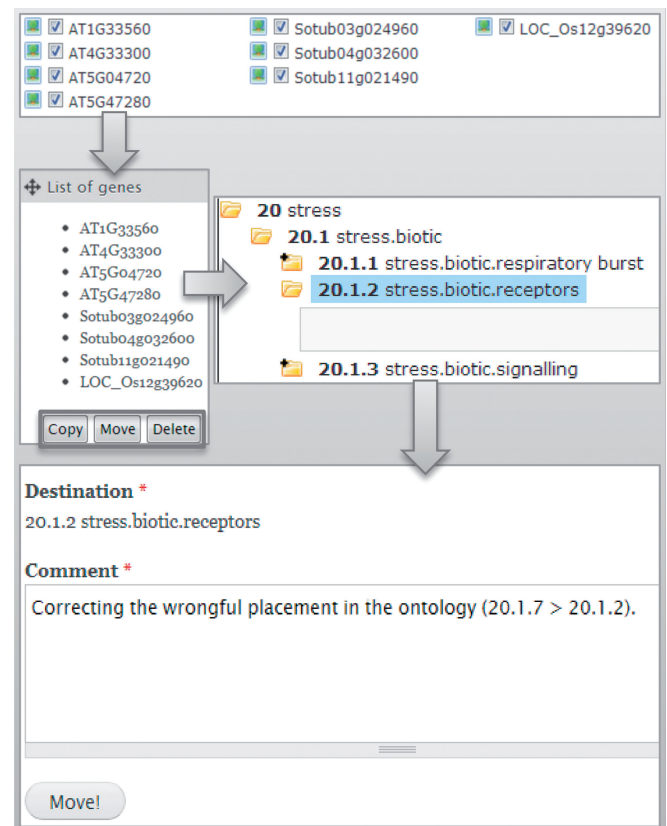 AT1G33560 Sotub03g024960 LOC_Os12g39620
AT4G33300 Sotub04g032600
AT5G04720 Sotub11g021490
AT5G47280
List of genes
• AT1G33560
• AT4G33300
• AT5G04720
• AT5G47280
• Sotub03g024960
• Sotub04g032600
• Sotub11g021490
• LOC_Os12g39620
Copy Move Delete
20 stress
20.1 stress.biotic
20.1.1 stress.biotic.respiratory burst
20.1.2 stress.biotic.receptors
20.1.3 stress.biotic.signalling
Destination *
20.1.2 stress.biotic.receptors
Comment *
Correcting the wrongful placement in the ontology (20.1.7 > 20.1.2).
Move!